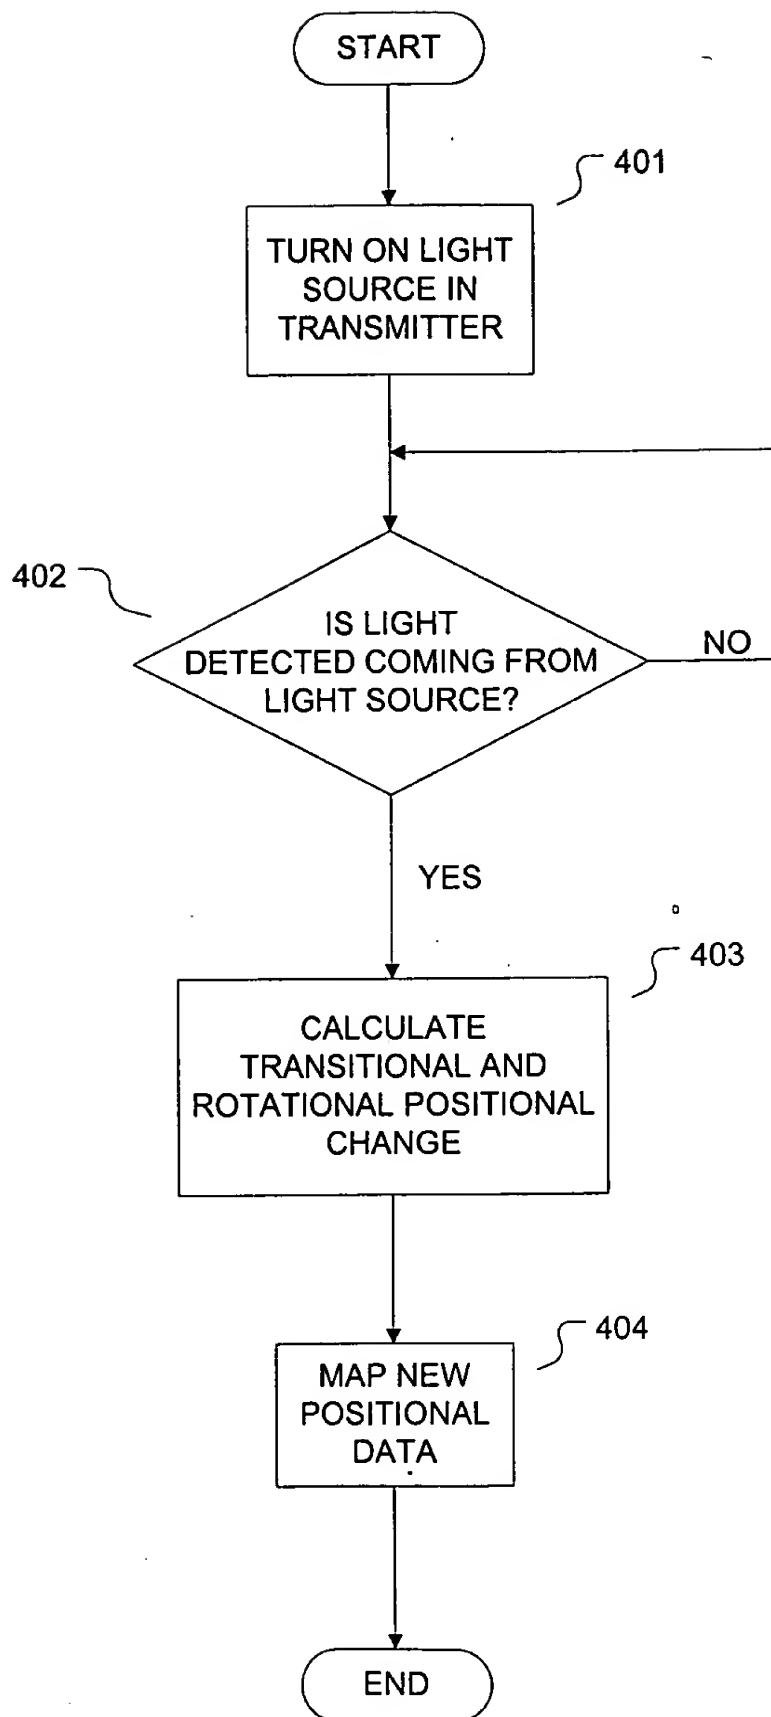 START
401
TURN ON LIGHT
SOURCE IN
TRANSMITTER
402
IS LIGHT
DETECTED COMING FROM
LIGHT SOURCE?
NO
YES
403
CALCULATE
TRANSITIONAL AND
ROTATIONAL POSITIONAL
CHANGE
404
MAP NEW
POSITIONAL
DATA
END